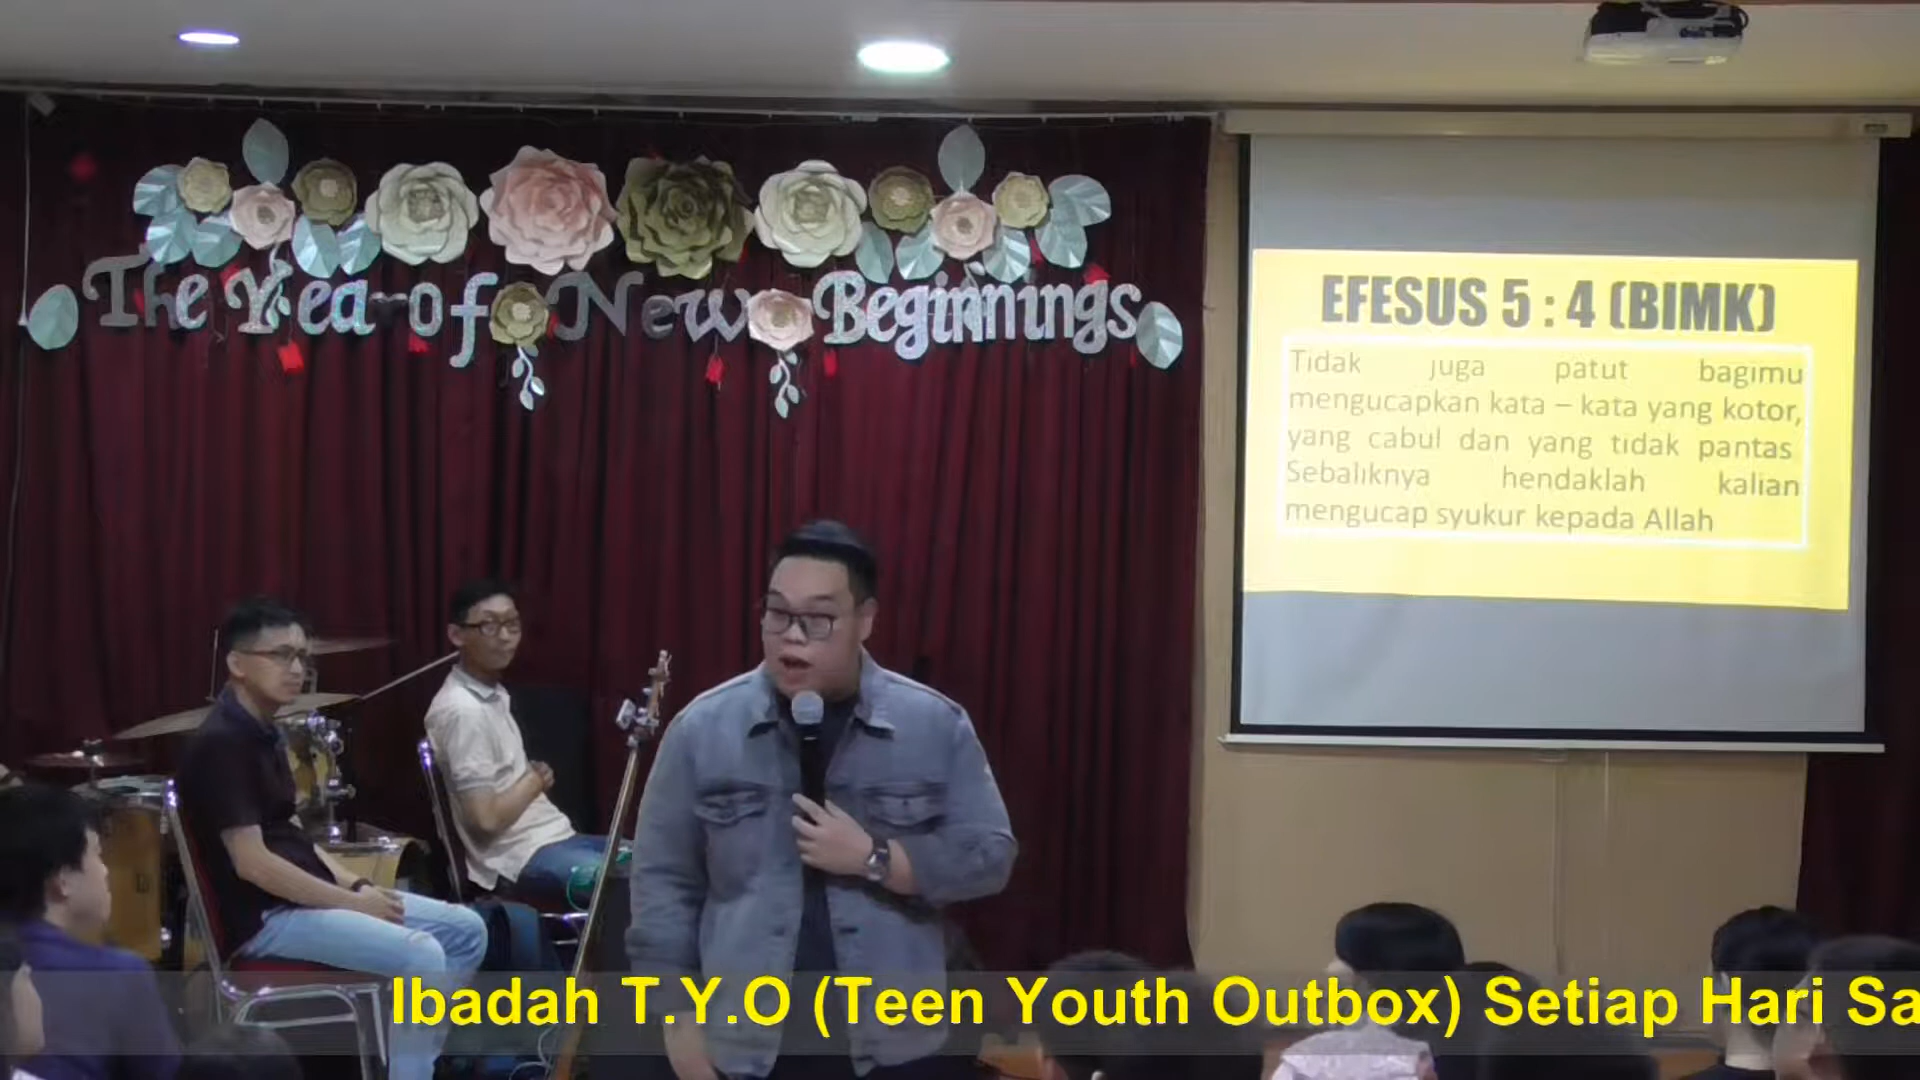 The Year of New Beginnings
EFESUS 5 : 4 (BIMK)
Tidak juga patut bagimu
mengucapkan kata – kata yang kotor,
yang cabul dan yang tidak pantas
Sebaliknya hendaklah kalian
mengucap syukur kepada Allah
Ibadah T.Y.O (Teen Youth Outbox) Setiap Hari Sa